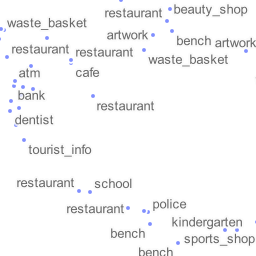 beauty_shop
restaurant
waste_basket
artwork
bench
artwork
restaurant
restaurant
waste_basket
atm
cafe
bank
restaurant
dentist
tourist_info
restaurant
school
police
restaurant
kindergarten
bench
sports_shop
bench